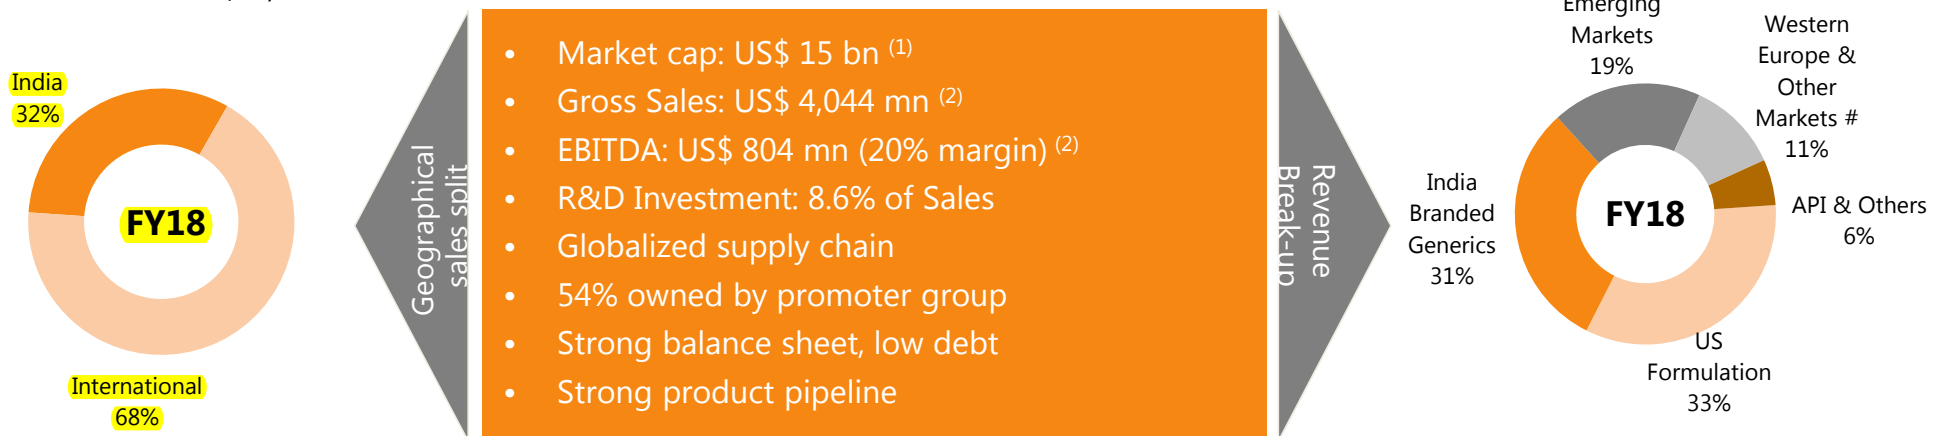 India
32%
FY18
International
68%
Geographical
sales split
• Market cap: US$ 15 bn (1)
• Gross Sales: US$ 4,044 mn (2)
• EBITDA: US$ 804 mn (20% margin) (2)
• R&D Investment: 8.6% of Sales
• Globalized supply chain
• 54% owned by promoter group
• Strong balance sheet, low debt
• Strong product pipeline
Revenue
Break-up
Emerging
Markets
19%
Western
Europe &
Other
Markets #
11%
India
Branded
Generics
31%
FY18
API & Others
6%
US
Formulation
33%